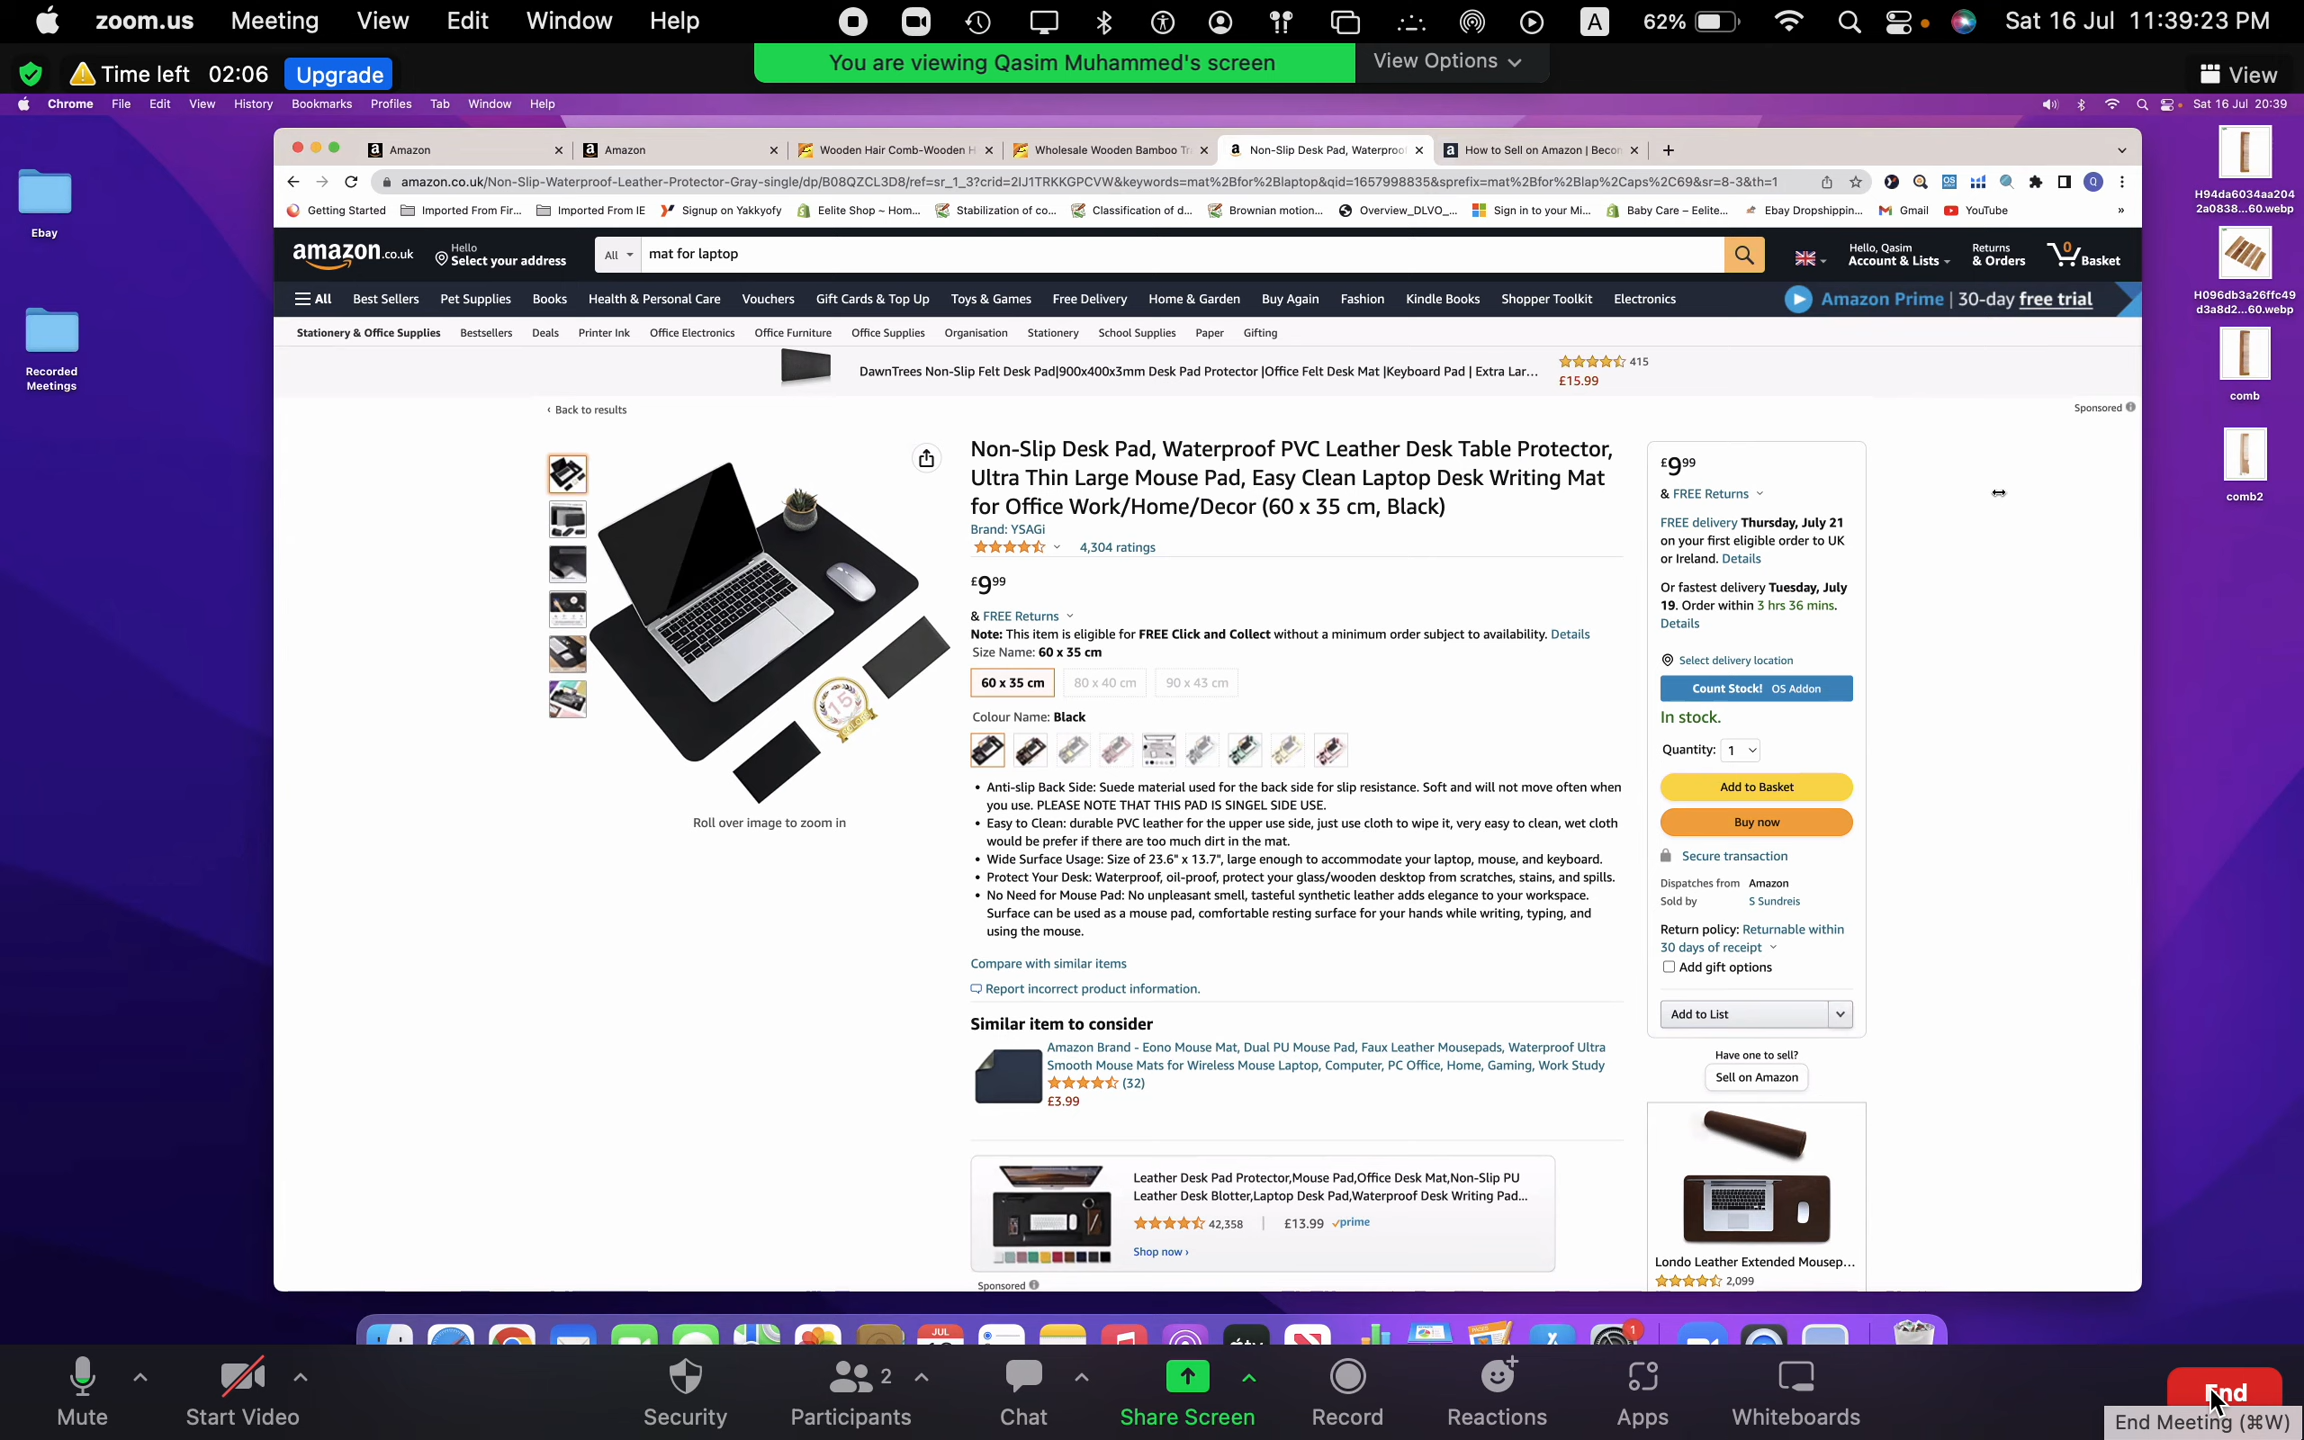 zoom.us Meeting View Edit Window Help A 62% Sat 16 Jul 11:39:23 PM
Time left 02:06 Upgrade You are viewing Qasim Muhammed's screen View Options View
Chrome File Edit View History Bookmarks Profiles Tab Window Help Sat 16 Jul 20:39
Amazon Amazon Wooden Hair Comb-Wooden H Wholesale Wooden Bamboo Tr Non-Slip Desk Pad, Waterproof How to Sell on Amazon | Becon
amazon.co.uk/Non-Slip-Waterproof-Leather-Protector-Gray-single/dp/B08QZCL3D8/ref=sr_1_3?crid=2IJ1TRKKGPCVW&keywords=mat%2Bfor%2Blaptop&qid=1657998835&sprefix=mat%2Bfor%2Blap%2Caps%2C69&sr=8-3&th=1
Getting Started Imported From Fir... Imported From IE Signup on Yakkyofy Eelite Shop ~ Hom... Stabilization of co... Classification of d... Brownian motion... Overview_DLVO_... Sign in to your Mi... Baby Care – Eelite... Ebay Dropshippin... Gmail YouTube »
Ebay
Recorded
Meetings
H94da6034aa204
2a0838...60.webp
H096db3a26ffc49
d3a8d2...60.webp
comb
comb2
amazon.co.uk Hello
Select your address All mat for laptop Hello, Qasim
Account & Lists Returns
& Orders 0 Basket
All Best Sellers Pet Supplies Books Health & Personal Care Vouchers Gift Cards & Top Up Toys & Games Free Delivery Home & Garden Buy Again Fashion Kindle Books Shopper Toolkit Electronics Amazon Prime | 30-day free trial
Stationery & Office Supplies Bestsellers Deals Printer Ink Office Electronics Office Furniture Office Supplies Organisation Stationery School Supplies Paper Gifting
DawnTrees Non-Slip Felt Desk Pad|900x400x3mm Desk Pad Protector |Office Felt Desk Mat |Keyboard Pad | Extra Lar... 415
£15.99
‹ Back to results
Sponsored
Non-Slip Desk Pad, Waterproof PVC Leather Desk Table Protector,
Ultra Thin Large Mouse Pad, Easy Clean Laptop Desk Writing Mat
for Office Work/Home/Decor (60 x 35 cm, Black)
Brand: YSAGi
4,304 ratings
£9.99
& FREE Returns
Note: This item is eligible for FREE Click and Collect without a minimum order subject to availability. Details
Size Name: 60 x 35 cm
60 x 35 cm 80 x 40 cm 90 x 43 cm
Colour Name: Black
15
Roll over image to zoom in
• Anti-slip Back Side: Suede material used for the back side for slip resistance. Soft and will not move often when
you use. PLEASE NOTE THAT THIS PAD IS SINGEL SIDE USE.
• Easy to Clean: durable PVC leather for the upper use side, just use cloth to wipe it, very easy to clean, wet cloth
would be prefer if there are too much dirt in the mat.
• Wide Surface Usage: Size of 23.6" x 13.7", large enough to accommodate your laptop, mouse, and keyboard.
• Protect Your Desk: Waterproof, oil-proof, protect your glass/wooden desktop from scratches, stains, and spills.
• No Need for Mouse Pad: No unpleasant smell, tasteful synthetic leather adds elegance to your workspace.
Surface can be used as a mouse pad, comfortable resting surface for your hands while writing, typing, and
using the mouse.
Compare with similar items
Report incorrect product information.
Similar item to consider
Amazon Brand - Eono Mouse Mat, Dual PU Mouse Pad, Faux Leather Mousepads, Waterproof Ultra
Smooth Mouse Mats for Wireless Mouse Laptop, Computer, PC Office, Home, Gaming, Work Study
(32)
£3.99
Leather Desk Pad Protector,Mouse Pad,Office Desk Mat,Non-Slip PU
Leather Desk Blotter,Laptop Desk Pad,Waterproof Desk Writing Pad...
42,358 | £13.99 prime
Shop now ›
Sponsored
£9.99
& FREE Returns
FREE delivery Thursday, July 21
on your first eligible order to UK
or Ireland. Details
Or fastest delivery Tuesday, July
19. Order within 3 hrs 36 mins.
Details
Select delivery location
Count Stock! OS Addon
In stock.
Quantity: 1
Add to Basket
Buy now
Secure transaction
Dispatches from Amazon
Sold by S Sundreis
Return policy: Returnable within
30 days of receipt
Add gift options
Add to List
Have one to sell?
Sell on Amazon
Londo Leather Extended Mousep...
2,099
JUL 1
Mute Start Video Security Participants 2 Chat Share Screen Record Reactions Apps Whiteboards End
End Meeting (⌘W)